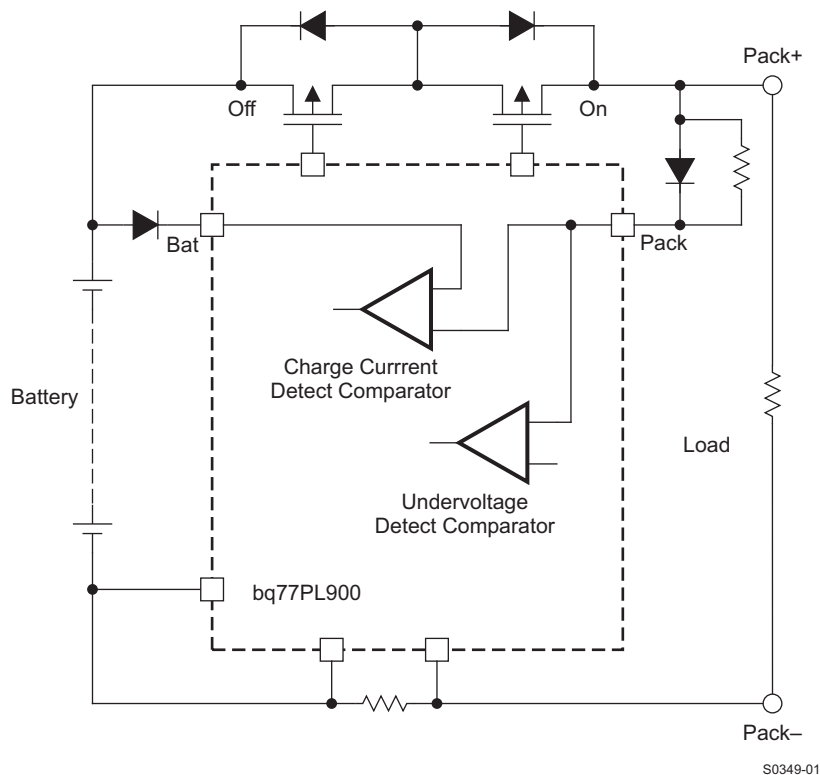 Pack+
Off
On
Bat
Pack
Charge Currrent
Detect Comparator
Battery
Load
Undervoltage
Detect Comparator
bq77PL900
Pack–
S0349-01